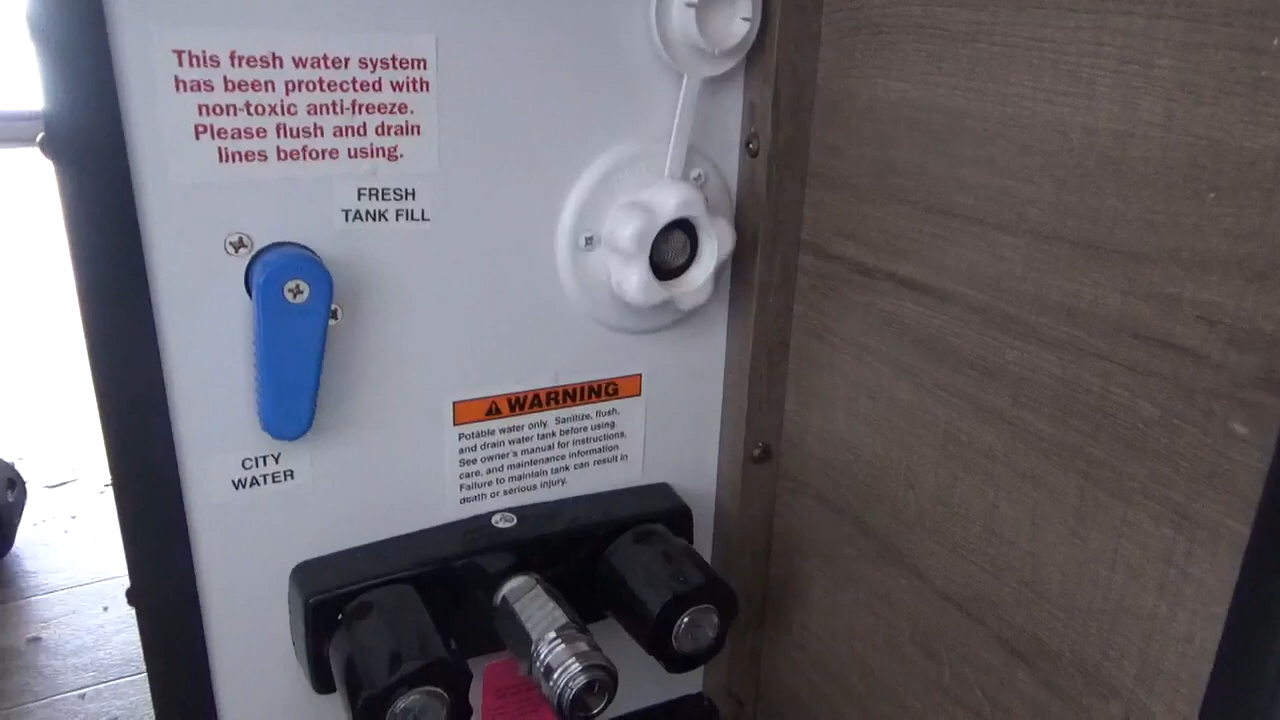 This fresh water system
has been protected with
non-toxic anti-freeze.
Please flush and drain
lines before using.
FRESH
TANK FILL
WARNING
Potable water only. Sanitize, flush,
and drain water tank before using.
See owner's manual for instructions,
care, and maintenance information.
Failure to maintain tank can result in
death or serious injury.
CITY
WATER